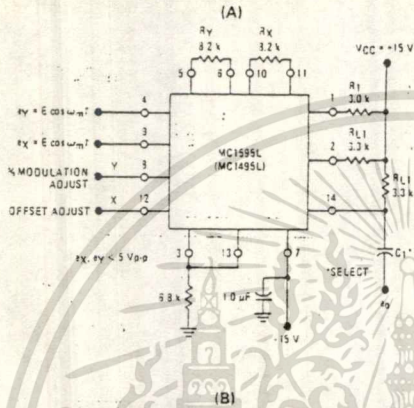 (A)
RY RX
8.2 k 8.2 k
VCC = +15 V
5 6 10 11
eY = E cos ωmt 4
1 R1
3.0 k
eX = E cos ωmt
MC1595L
(MC1495L)
2 RL1
3.3 k
% MODULATION
ADJUST
Y 8
RL1
3.3 k
OFFSET ADJUST X 12
14
eX, eY < 5 Vp-p
3 13 7
*SELECT C1*
6.8 k 1.0 µF
-15 V
eo
(B)